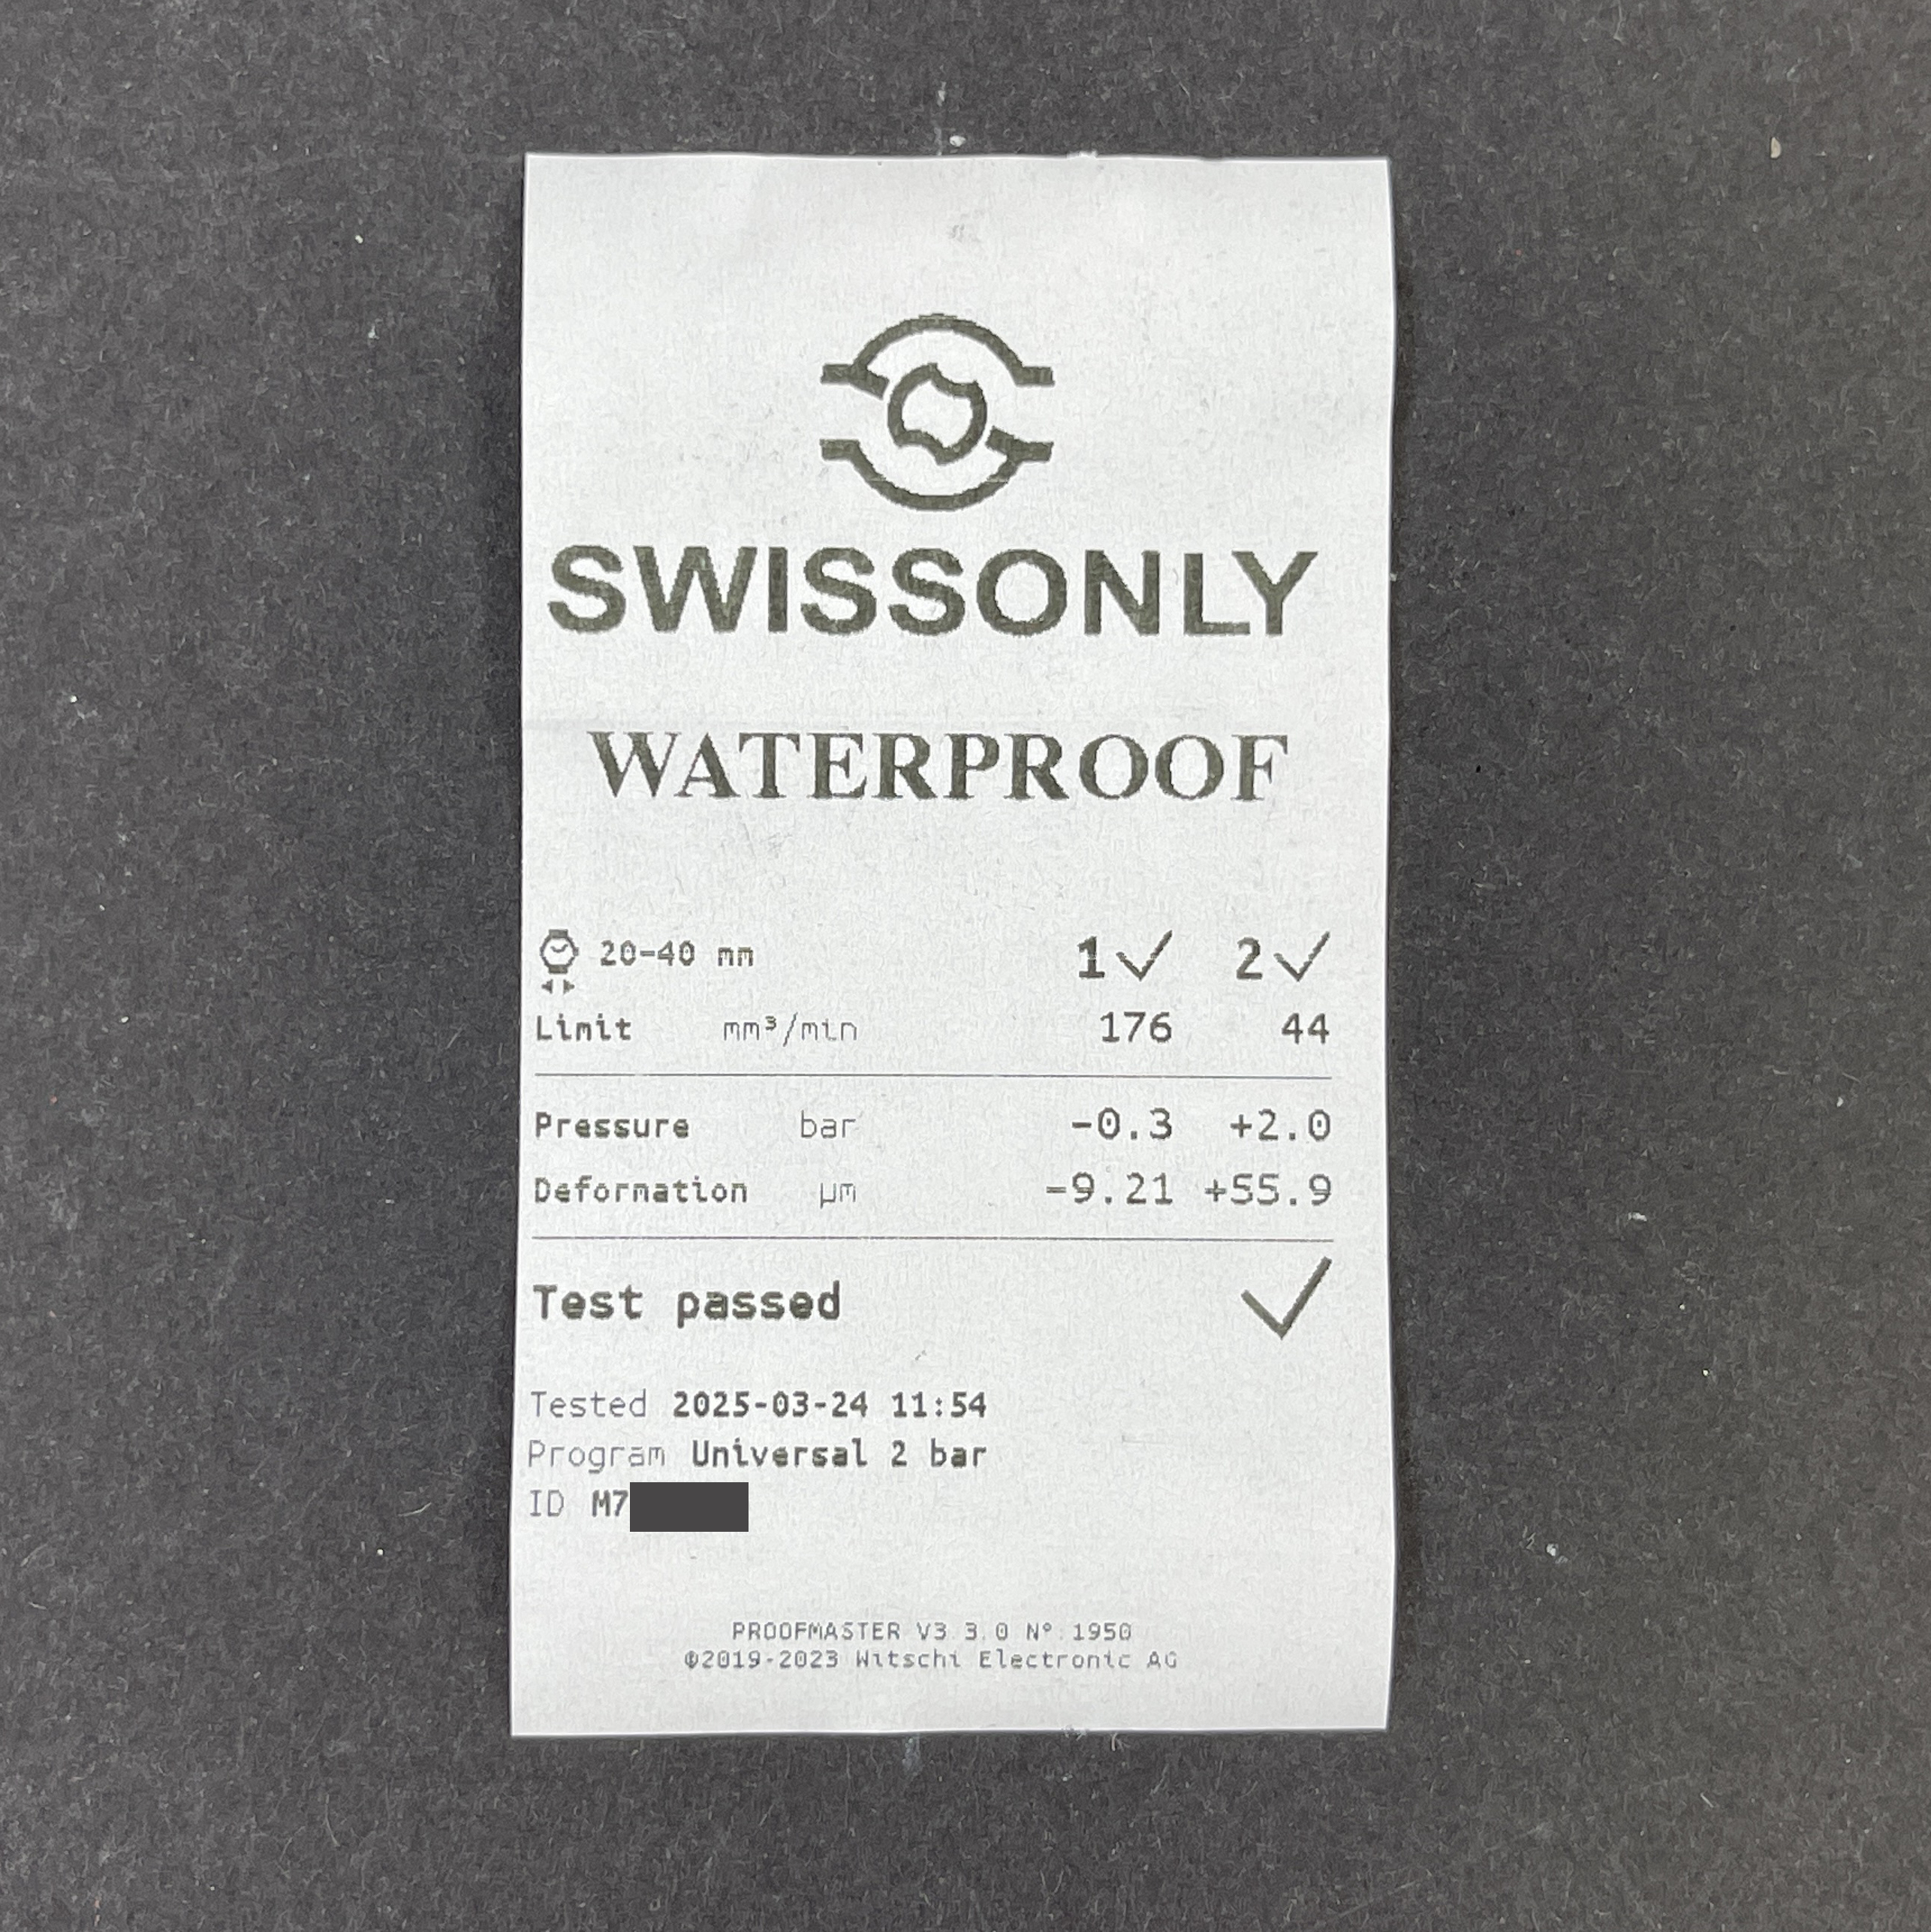 SWISSONLY
WATERPROOF
20-40 mm 1✓ 2✓
Limit mm³/min 176 44
Pressure bar -0.3 +2.0
Deformation µm -9.21 +55.9
Test passed ✓
Tested 2025-03-24 11:54
Program Universal 2 bar
ID M7
PROOFMASTER V3.3.0 N°.1950
©2019-2023 Witschi Electronic AG